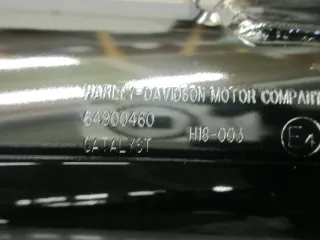 HARLEY-DAVIDSON MOTOR COMPANY
64900460
CATALYST H18-003 E4